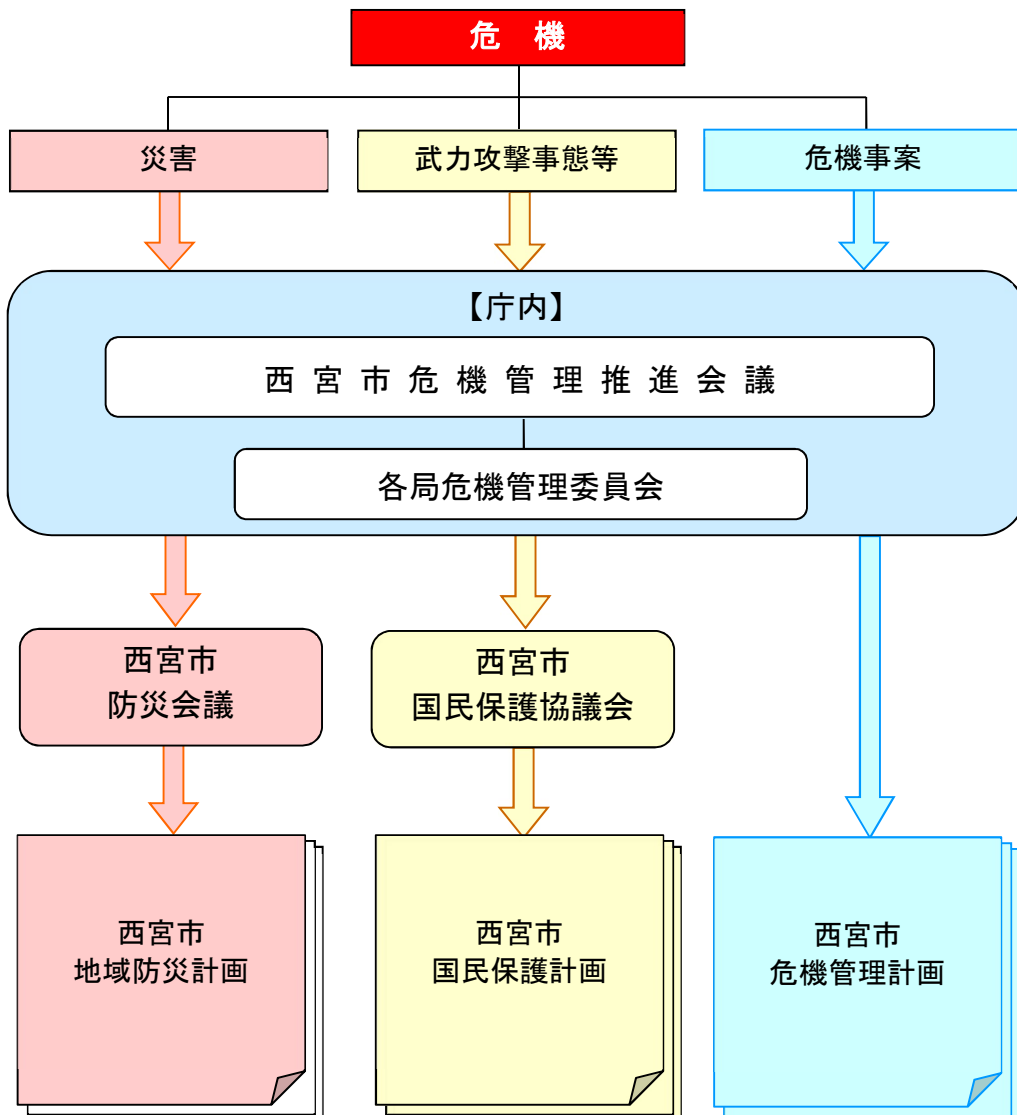 危　機
災害
武力攻撃事態等
危機事案
【庁内】
西宮市危機管理推進会議
各局危機管理委員会
西宮市
防災会議
西宮市
国民保護協議会
西宮市
地域防災計画
西宮市
国民保護計画
西宮市
危機管理計画